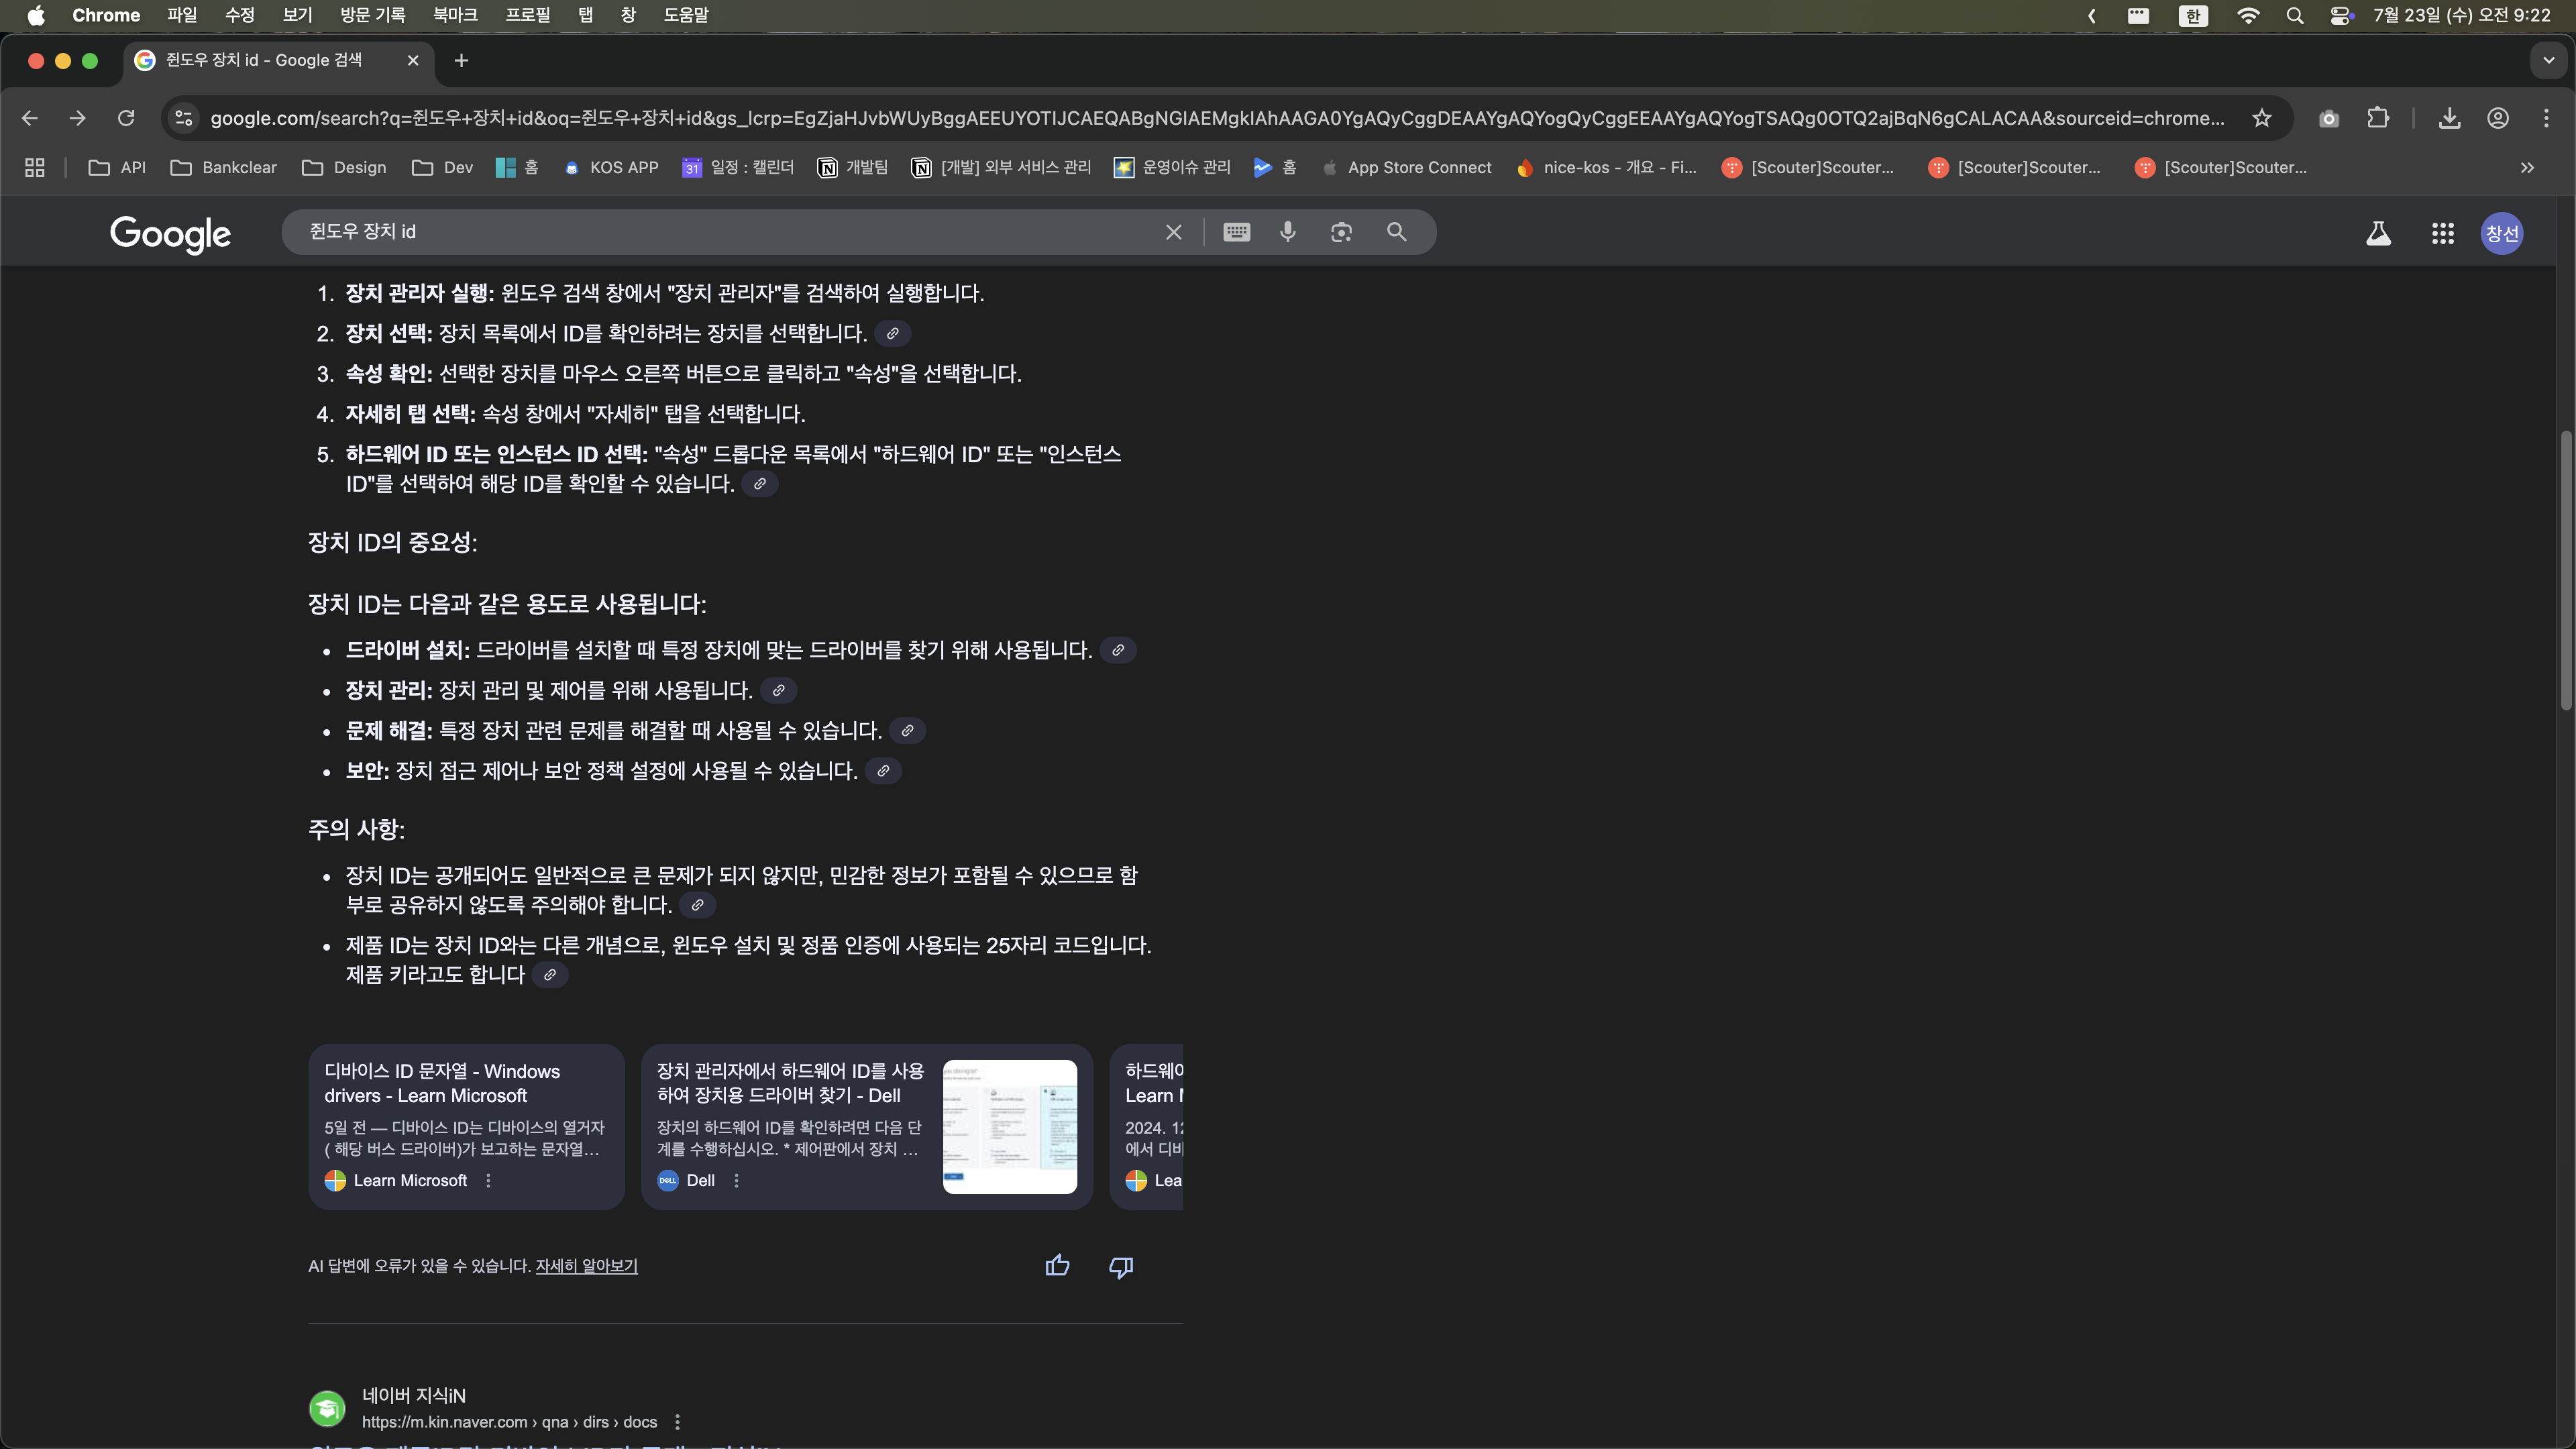 Chrome 파일 수정 보기 방문 기록 북마크 프로필 탭 창 도움말 한 7월 23일 (수) 오전 9:22
쥔도우 장치 id - Google 검색
google.com/search?q=쥔도우+장치+id&oq=쥔도우+장치+id&gs_lcrp=EgZjaHJvbWUyBggAEEUYOTIJCAEQABgNGIAEMgkIAhAAGA0YgAQyCggDEAAYgAQYogQyCggEEAAYgAQYogTSAQg0OTQ2ajBqN6gCALACAA&sourceid=chrome...
API Bankclear Design Dev 홈 KOS APP 31 일정 : 캘린더 개발팀 [개발] 외부 서비스 관리 운영이슈 관리 홈 App Store Connect nice-kos - 개요 - Fi... [Scouter]Scouter... [Scouter]Scouter... [Scouter]Scouter...
Google 쥔도우 장치 id 창선
1. 장치 관리자 실행: 윈도우 검색 창에서 "장치 관리자"를 검색하여 실행합니다.
2. 장치 선택: 장치 목록에서 ID를 확인하려는 장치를 선택합니다.
3. 속성 확인: 선택한 장치를 마우스 오른쪽 버튼으로 클릭하고 "속성"을 선택합니다.
4. 자세히 탭 선택: 속성 창에서 "자세히" 탭을 선택합니다.
5. 하드웨어 ID 또는 인스턴스 ID 선택: "속성" 드롭다운 목록에서 "하드웨어 ID" 또는 "인스턴스
ID"를 선택하여 해당 ID를 확인할 수 있습니다.
장치 ID의 중요성:
장치 ID는 다음과 같은 용도로 사용됩니다:
• 드라이버 설치: 드라이버를 설치할 때 특정 장치에 맞는 드라이버를 찾기 위해 사용됩니다.
• 장치 관리: 장치 관리 및 제어를 위해 사용됩니다.
• 문제 해결: 특정 장치 관련 문제를 해결할 때 사용될 수 있습니다.
• 보안: 장치 접근 제어나 보안 정책 설정에 사용될 수 있습니다.
주의 사항:
• 장치 ID는 공개되어도 일반적으로 큰 문제가 되지 않지만, 민감한 정보가 포함될 수 있으므로 함
부로 공유하지 않도록 주의해야 합니다.
• 제품 ID는 장치 ID와는 다른 개념으로, 윈도우 설치 및 정품 인증에 사용되는 25자리 코드입니다.
제품 키라고도 합니다
디바이스 ID 문자열 - Windows
drivers - Learn Microsoft
5일 전 — 디바이스 ID는 디바이스의 열거자
( 해당 버스 드라이버)가 보고하는 문자열...
Learn Microsoft
장치 관리자에서 하드웨어 ID를 사용
하여 장치용 드라이버 찾기 - Dell
장치의 하드웨어 ID를 확인하려면 다음 단
계를 수행하십시오. * 제어판에서 장치 ...
DELL Dell
하드웨어
Learn
2024. 12
에서 디바
Lea
AI 답변에 오류가 있을 수 있습니다. 자세히 알아보기
네이버 지식iN
https://m.kin.naver.com › qna › dirs › docs